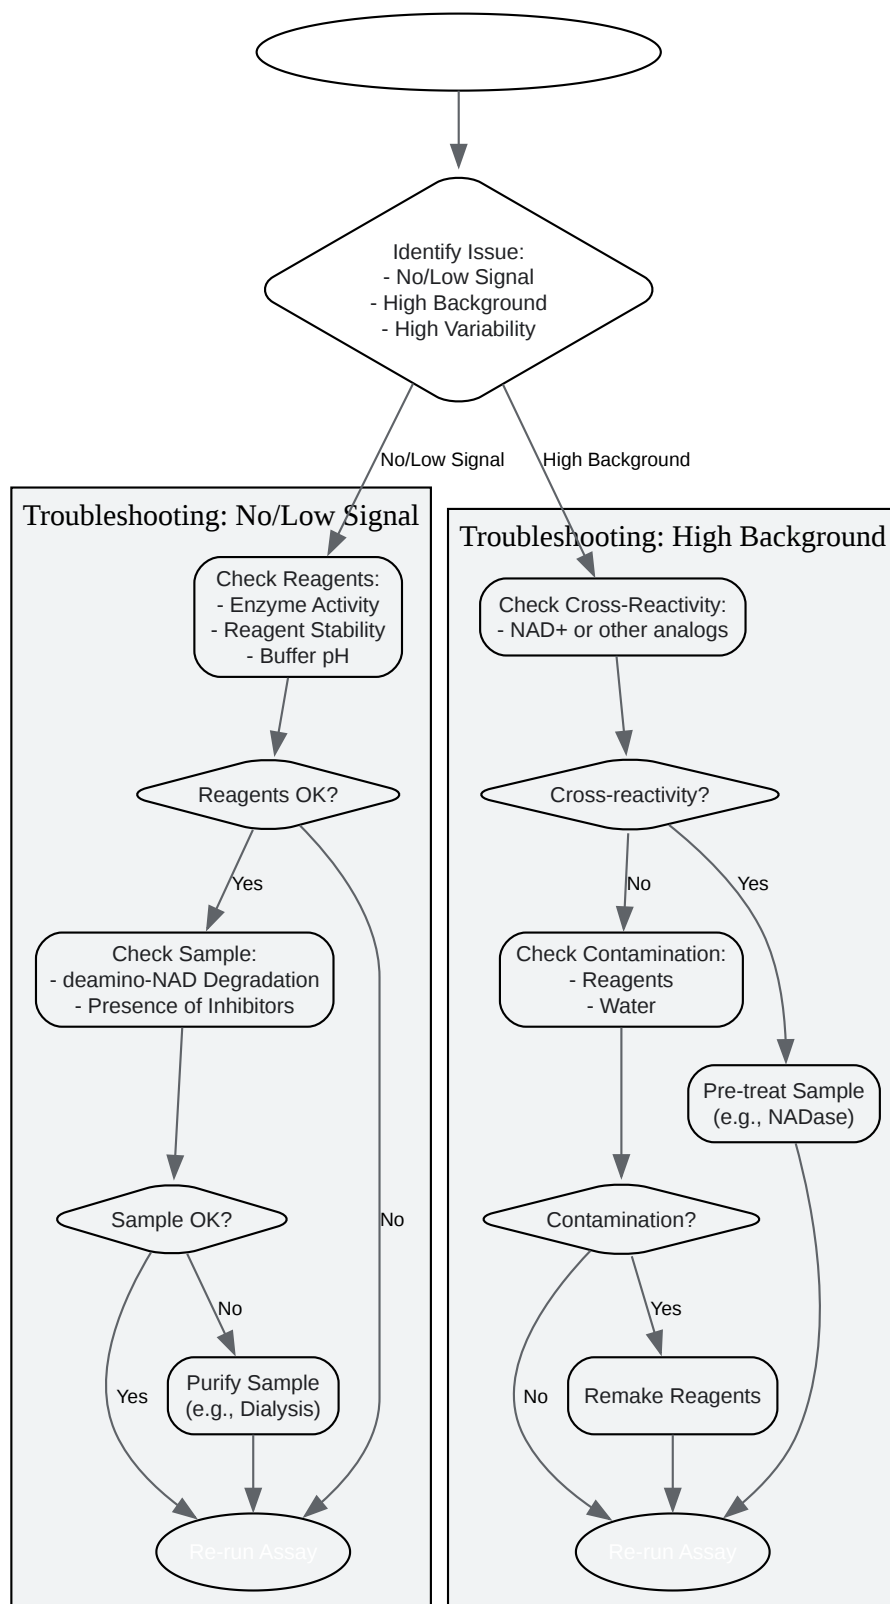 Identify Issue:
- No/Low Signal
- High Background
- High Variability
No/Low Signal
High Background
Troubleshooting: No/Low Signal
Check Reagents:
- Enzyme Activity
- Reagent Stability
- Buffer pH
Reagents OK?
Yes
Check Sample:
- deamino-NAD Degradation
- Presence of Inhibitors
Sample OK?
No
No
Yes
Purify Sample
(e.g., Dialysis)
Re-run Assay
Troubleshooting: High Background
Check Cross-Reactivity:
- NAD+ or other analogs
Cross-reactivity?
No
Yes
Check Contamination:
- Reagents
- Water
Pre-treat Sample
(e.g., NADase)
Contamination?
Yes
No
Remake Reagents
Re-run Assay